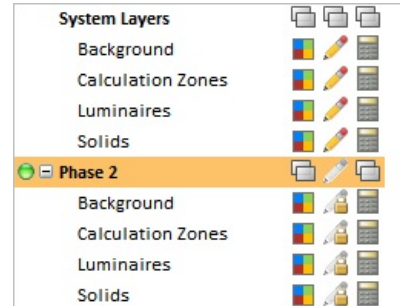 System Layers
Background
Calculation Zones
Luminaires
Solids
Phase 2
Background
Calculation Zones
Luminaires
Solids